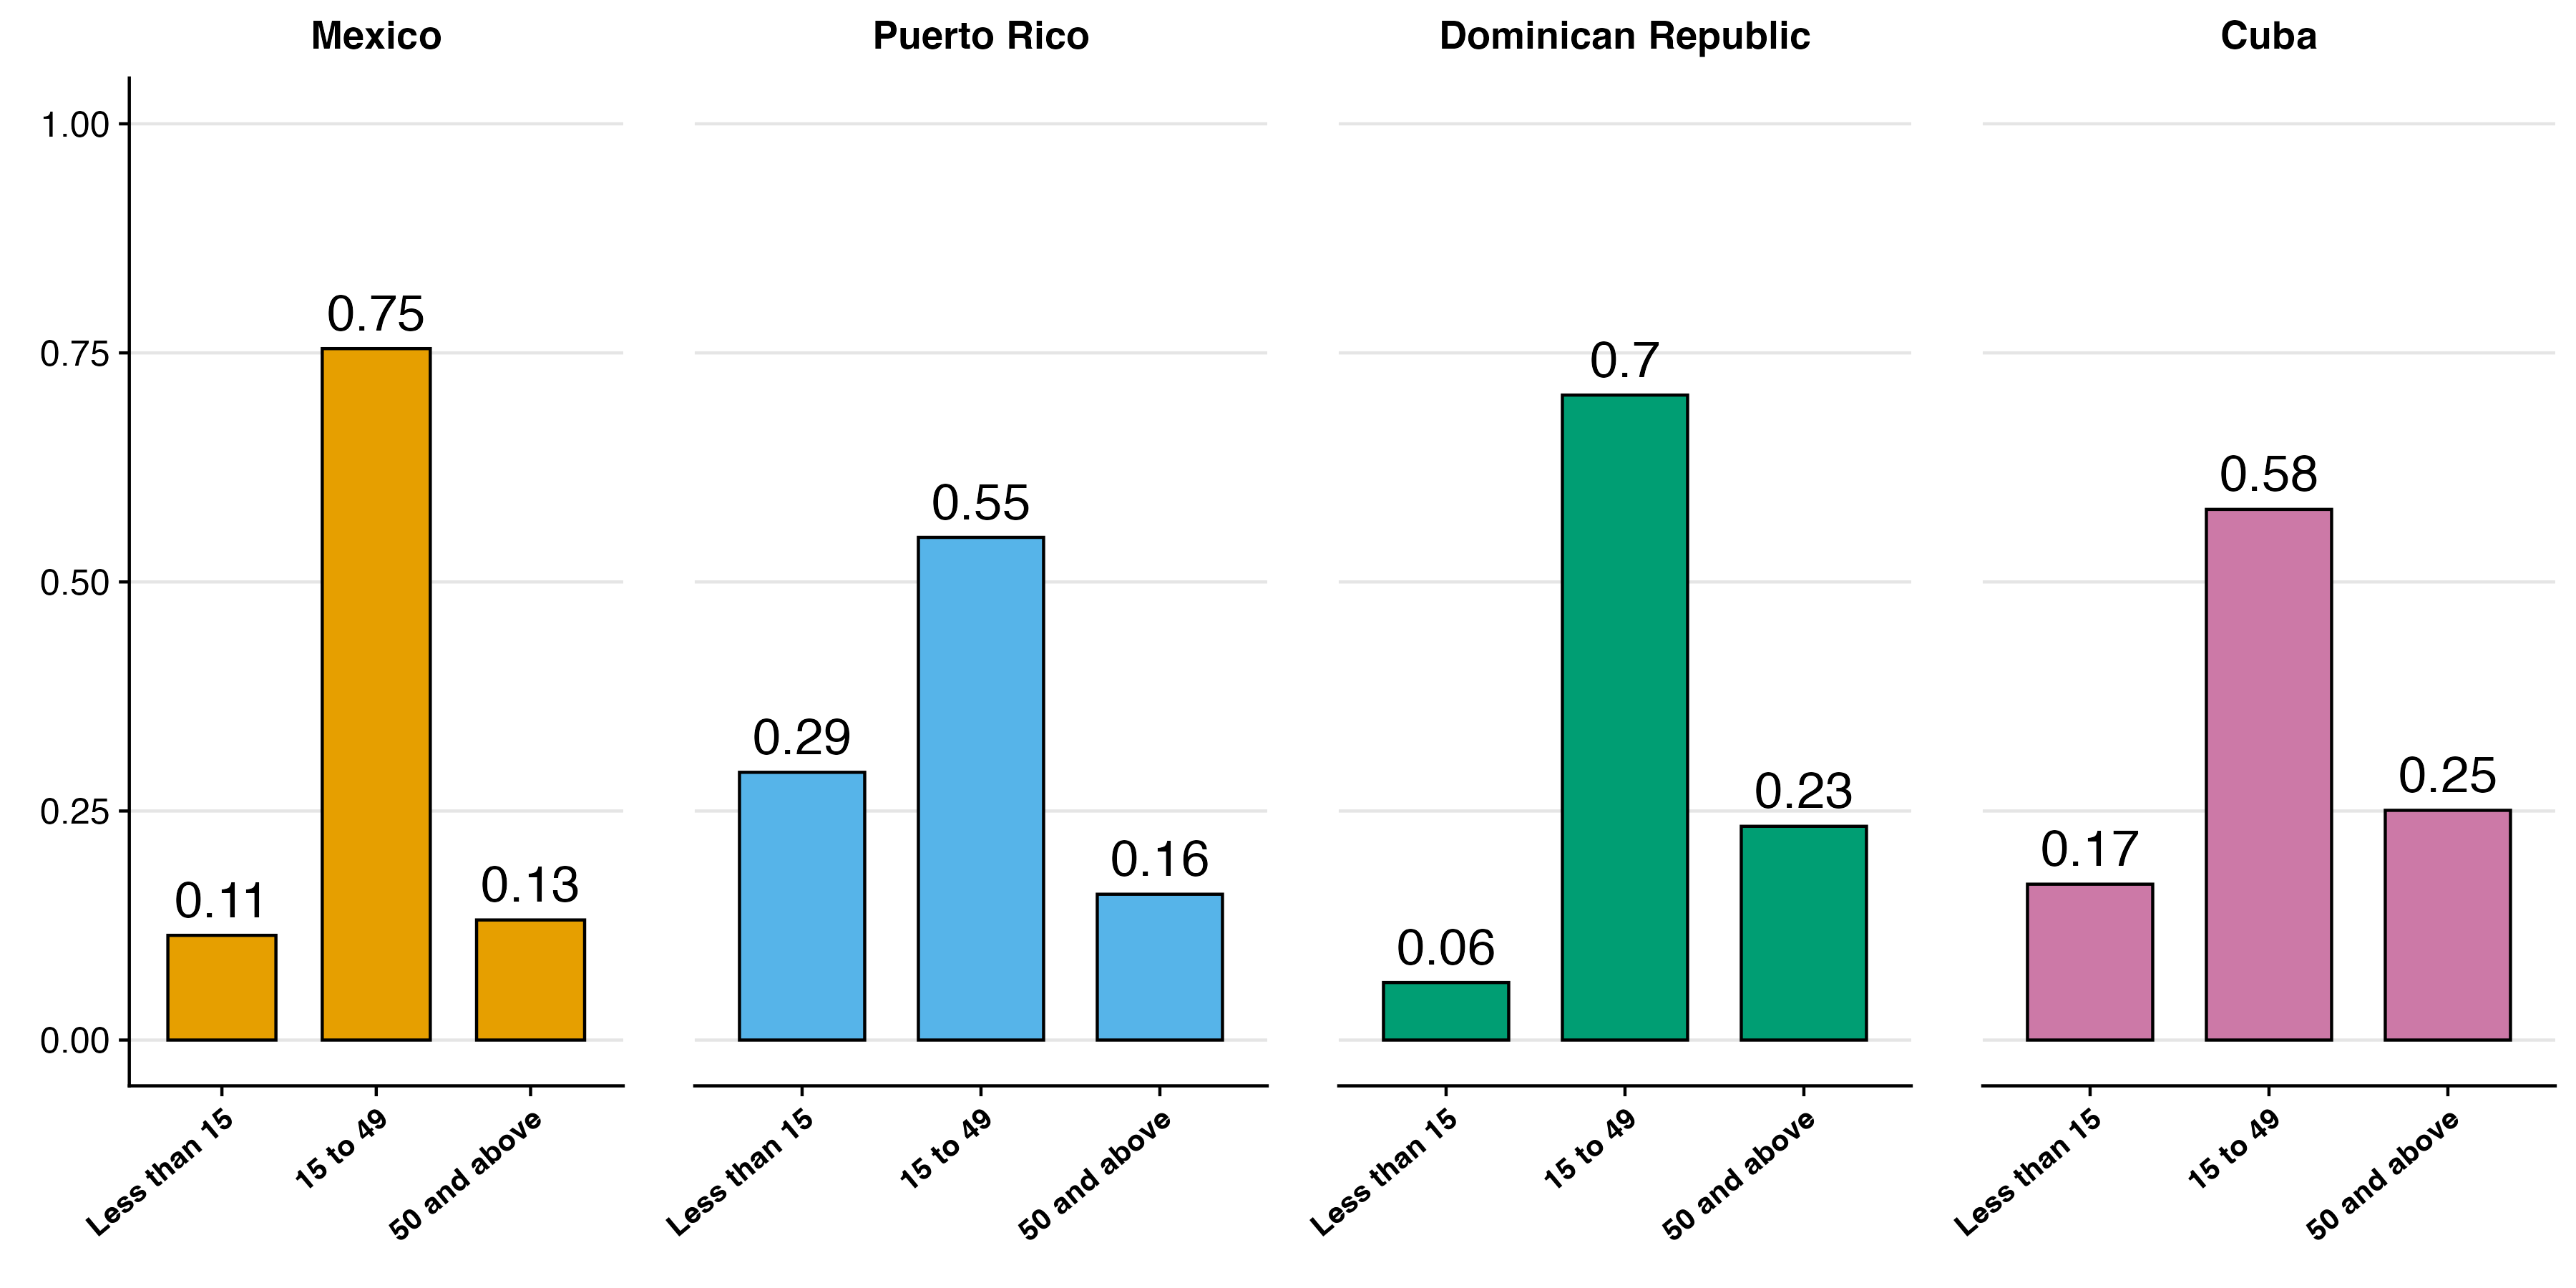 Mexico
Puerto Rico
Dominican Republic
Cuba
1.00
0.75
0.50
0.25
0.00
0.11
0.75
0.13
0.29
0.55
0.16
0.06
0.7
0.23
0.17
0.58
0.25
Less than 15
15 to 49
50 and above
Less than 15
15 to 49
50 and above
Less than 15
15 to 49
50 and above
Less than 15
15 to 49
50 and above